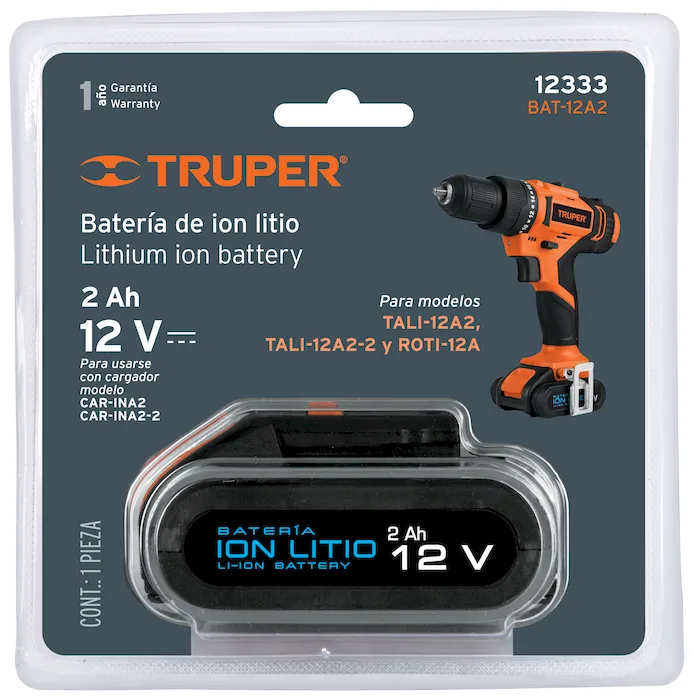 1 año Garantía
Warranty
12333
BAT-12A2
TRUPER®
Batería de ion litio
Lithium ion battery
2 Ah
12 V
Para usarse
con cargador
modelo
CAR-INA2
CAR-INA2-2
Para modelos
TALI-12A2,
TALI-12A2-2 y ROTI-12A
TRUPER
BATERÍA
ION LITIO
LI-ION BATTERY
2 Ah
12 V
CONT.: 1 PIEZA